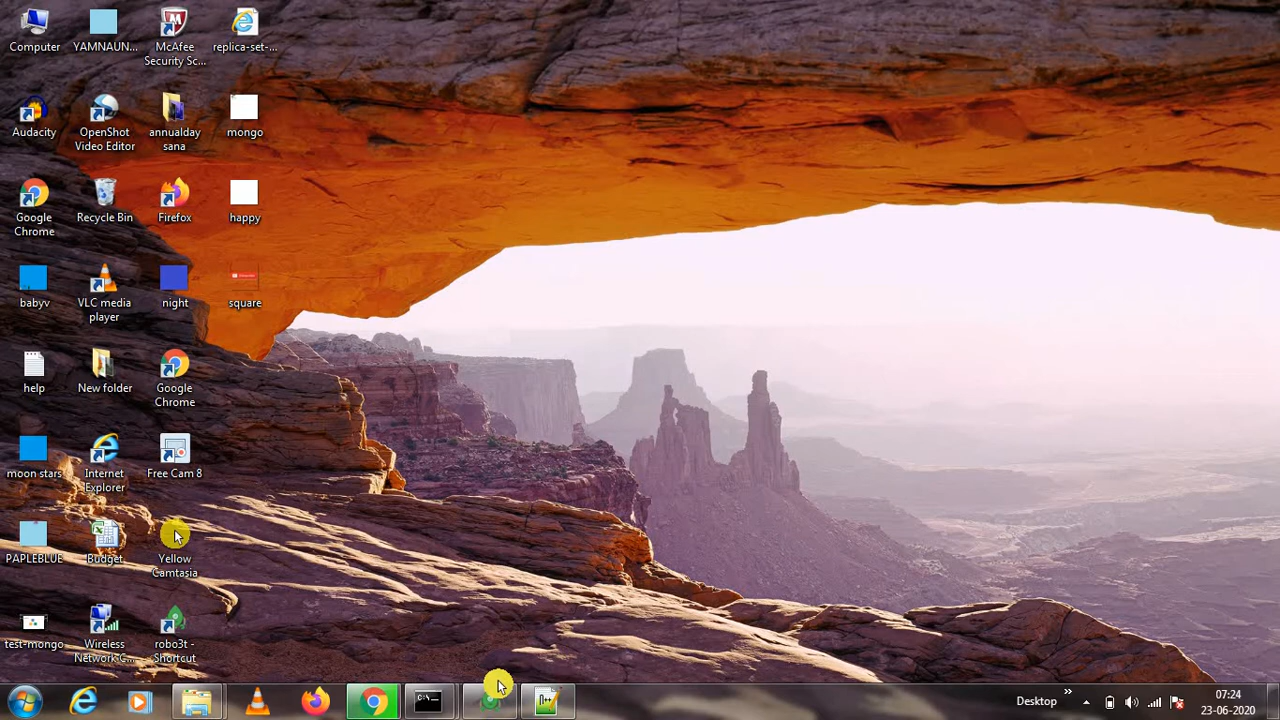 Computer
YAMNAUN...
McAfee
Security Sc...
replica-set-...
Audacity
OpenShot
Video Editor
annualday
sana
mongo
Google
Chrome
Recycle Bin
Firefox
happy
babyv
VLC media
player
night
square
help
New folder
Google
Chrome
moon stars
Internet
Explorer
Free Cam 8
PAPLEBLUE
Budget
Yellow
Camtasia
test-mongo
Wireless
Network C...
robo3t -
Shortcut
C:\_
Desktop
»
07:24
23-06-2020